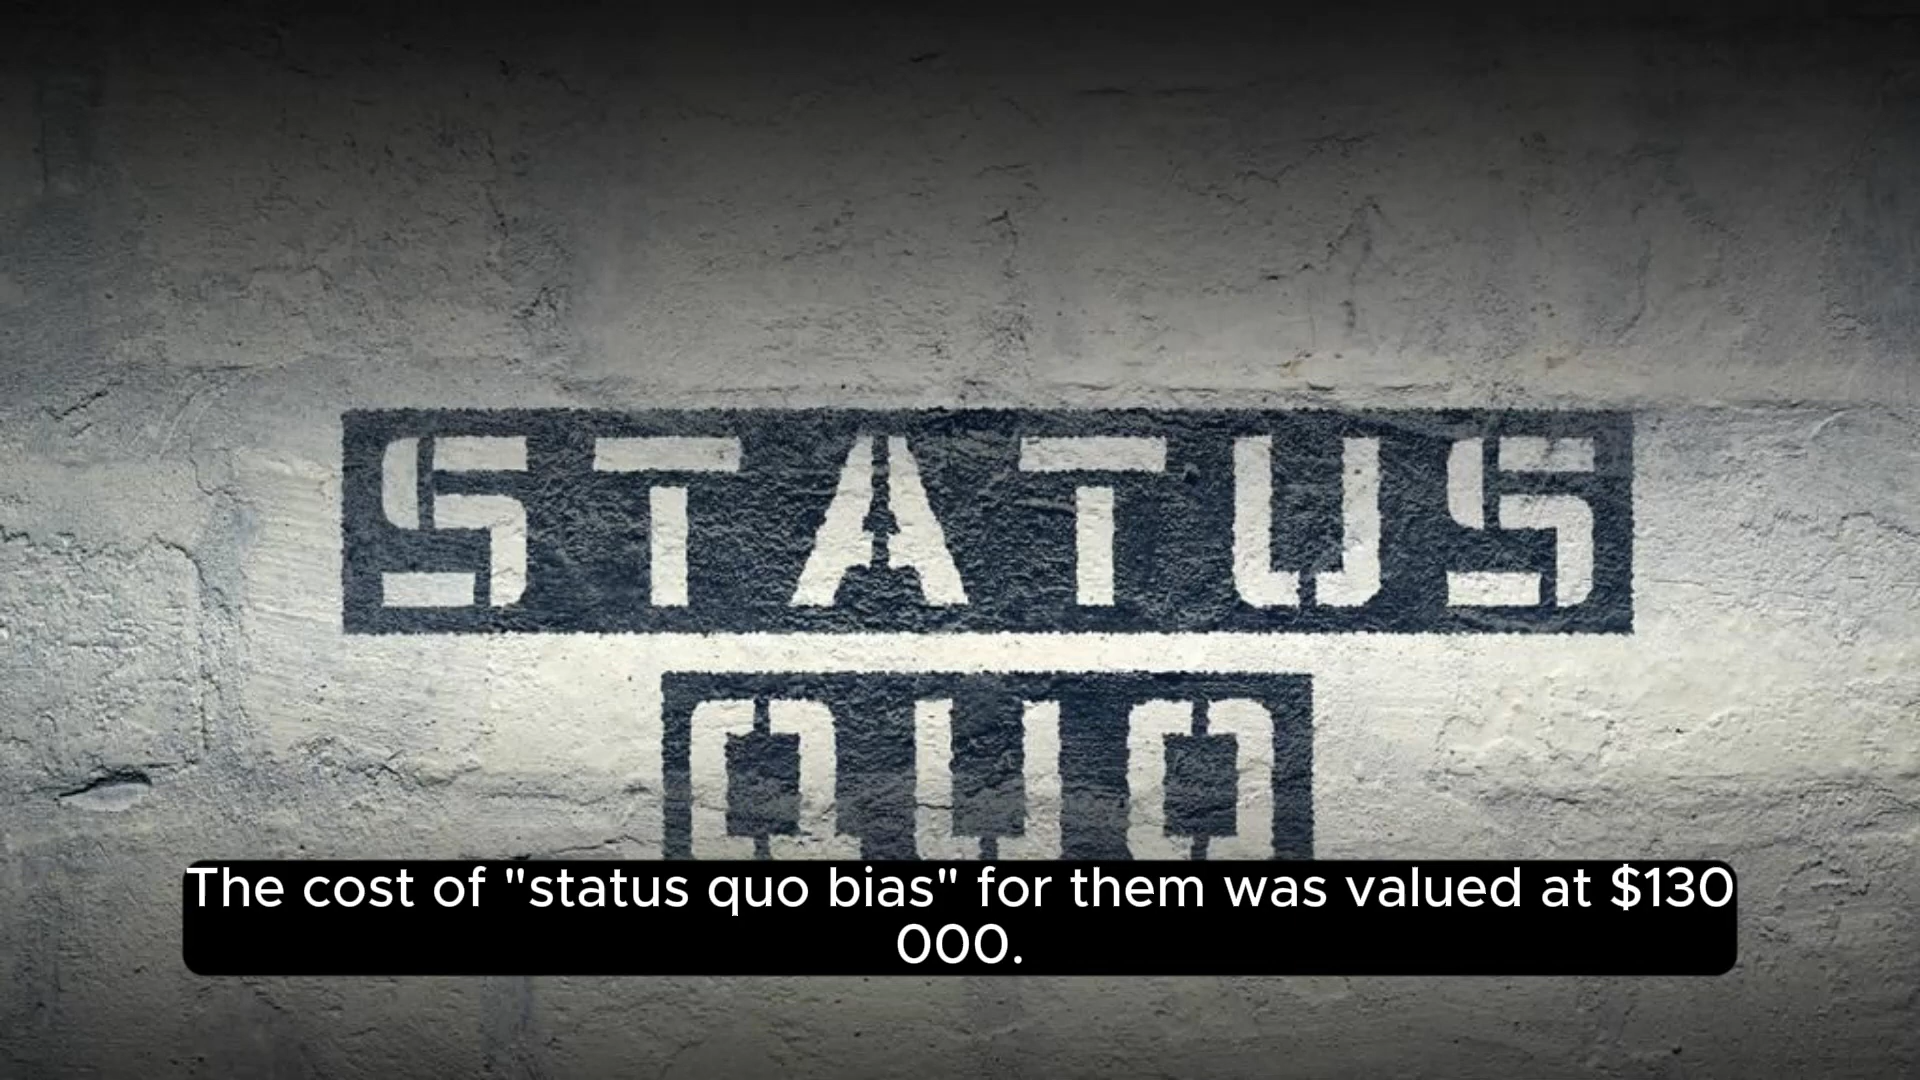 STATUS
QUO
The cost of "status quo bias" for them was valued at $130
000.